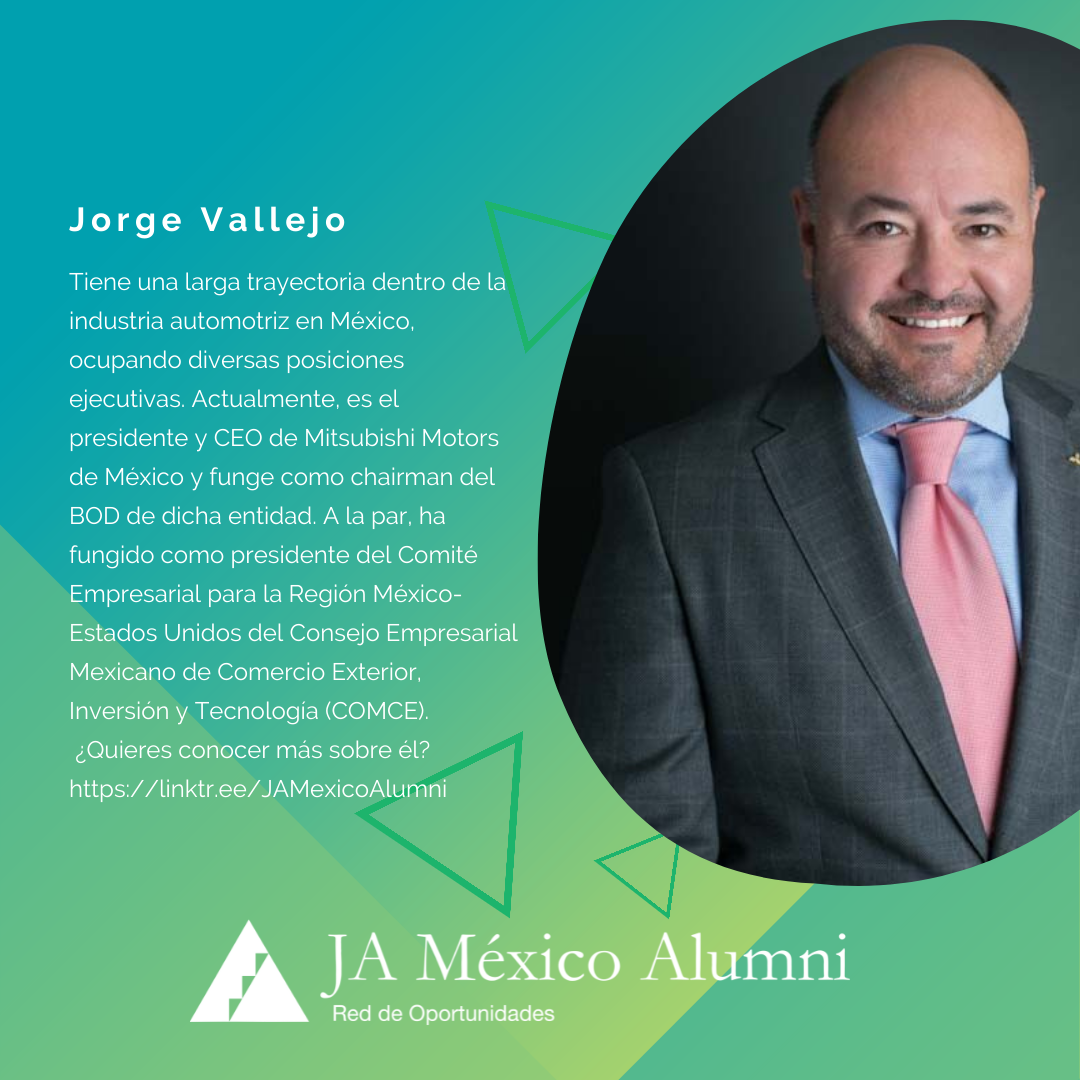 Jorge Vallejo
Tiene una larga trayectoria dentro de la
industria automotriz en México,
ocupando diversas posiciones
ejecutivas. Actualmente, es el
presidente y CEO de Mitsubishi Motors
de México y funge como chairman del
BOD de dicha entidad. A la par, ha
fungido como presidente del Comité
Empresarial para la Región México-
Estados Unidos del Consejo Empresarial
Mexicano de Comercio Exterior,
Inversión y Tecnología (COMCE).
¿Quieres conocer más sobre él?
https://linktr.ee/JAMexicoAlumni
JA México Alumni
Red de Oportunidades